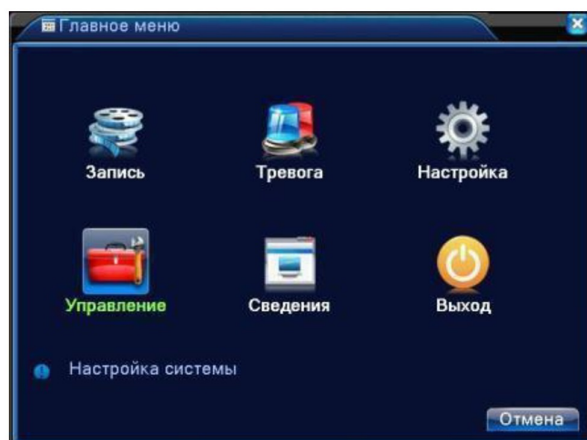 Главное меню
Запись Тревога Настройка
Управление Сведения Выход
Настройка системы
Отмена